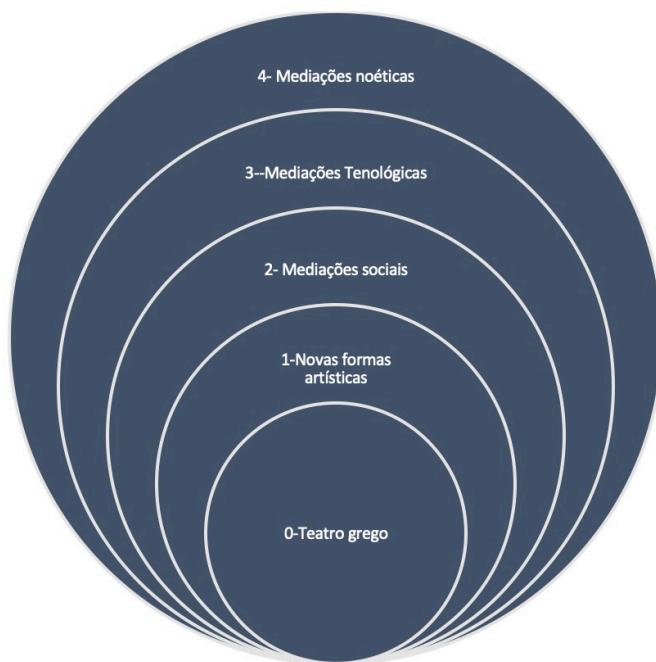 4- Mediações noéticas
3--Mediações Tenológicas
2- Mediações sociais
1-Novas formas
artísticas
0-Teatro grego